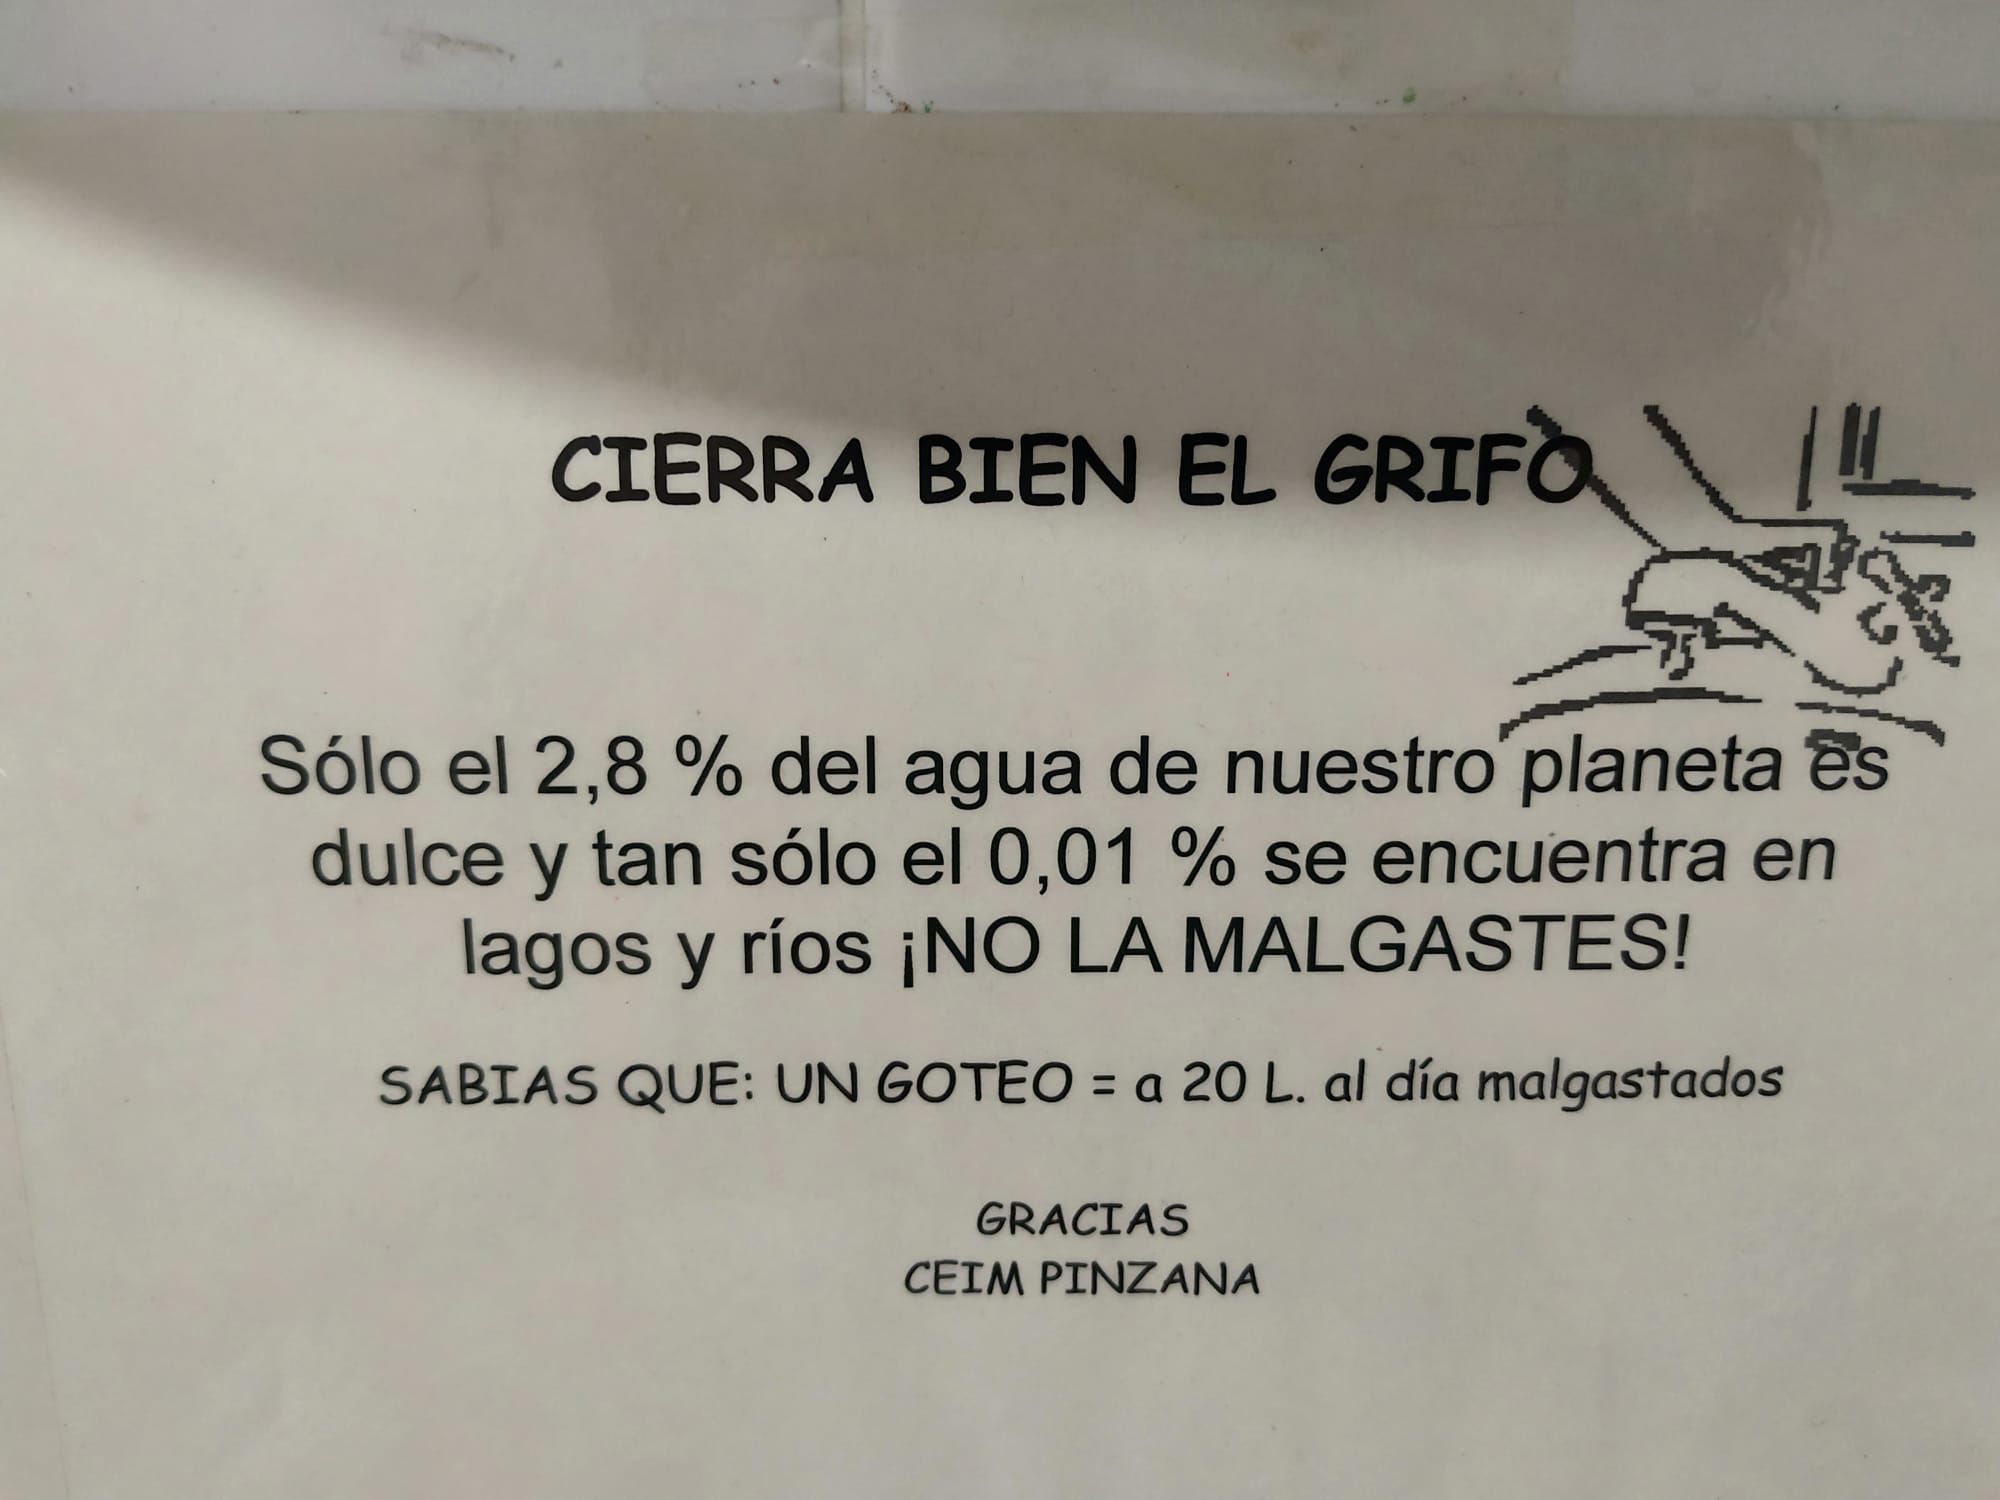 CIERRA BIEN EL GRIFO
Sólo el 2,8 % del agua de nuestro planeta es
dulce y tan sólo el 0,01 % se encuentra en
lagos y ríos ¡NO LA MALGASTES!
SABIAS QUE: UN GOTEO = a 20 L. al día malgastados
GRACIAS
CEIM PINZANA